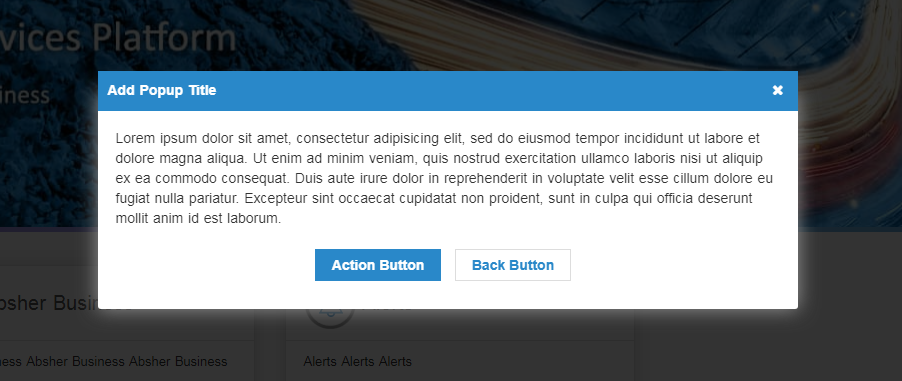 vices Platform
iness
Add Popup Title
Lorem ipsum dolor sit amet, consectetur adipisicing elit, sed do eiusmod tempor incididunt ut labore et
dolore magna aliqua. Ut enim ad minim veniam, quis nostrud exercitation ullamco laboris nisi ut aliquip
ex ea commodo consequat. Duis aute irure dolor in reprehenderit in voluptate velit esse cillum dolore eu
fugiat nulla pariatur. Excepteur sint occaecat cupidatat non proident, sunt in culpa qui officia deserunt
mollit anim id est laborum.
Action Button
Back Button
bsher Busin
ness Absher Business Absher Business
Alerts Alerts Alerts